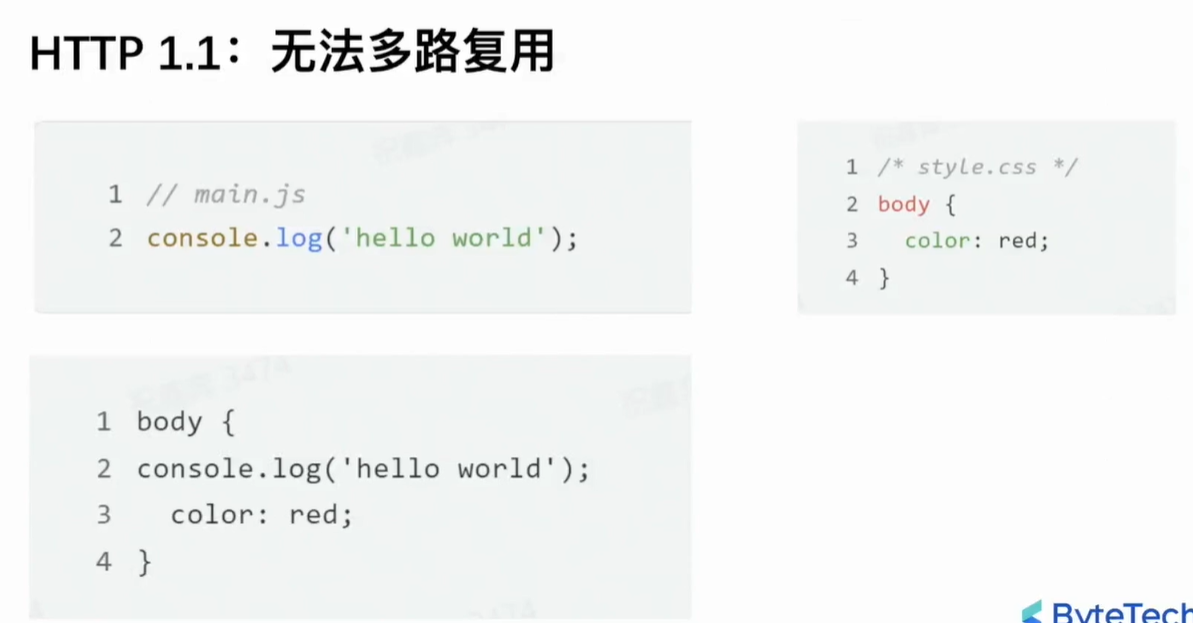 HTTP 1.1：无法多路复用
1 // main.js
2 console.log('hello world');
1 /* style.css */
2 body {
3   color: red;
4 }
1 body {
2 console.log('hello world');
3   color: red;
4 }
ByteTech